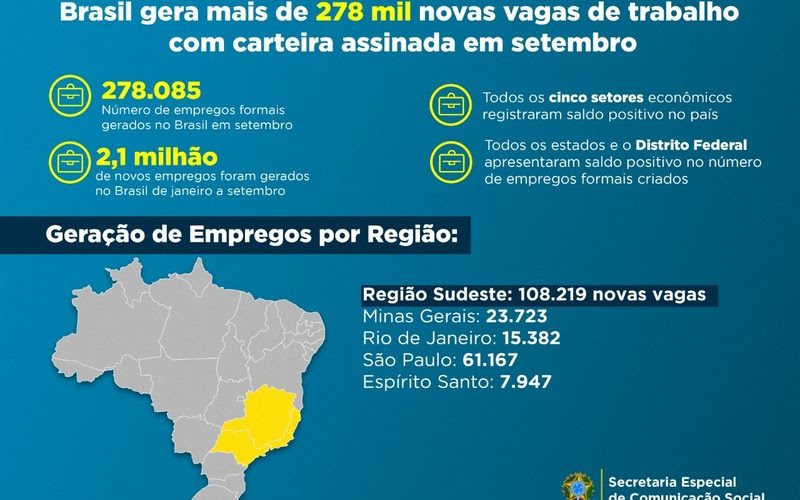 Brasil gera mais de 278 mil novas vagas de trabalho
com carteira assinada em setembro
278.085
Número de empregos formais
gerados no Brasil em setembro
2,1 milhão
de novos empregos foram gerados
no Brasil de janeiro a setembro
Todos os cinco setores econômicos
registraram saldo positivo no país
Todos os estados e o Distrito Federal
apresentaram saldo positivo no número
de empregos formais criados
Geração de Empregos por Região:
Região Sudeste: 108.219 novas vagas
Minas Gerais: 23.723
Rio de Janeiro: 15.382
São Paulo: 61.167
Espírito Santo: 7.947
Secretaria Especial
de Comunicação Social